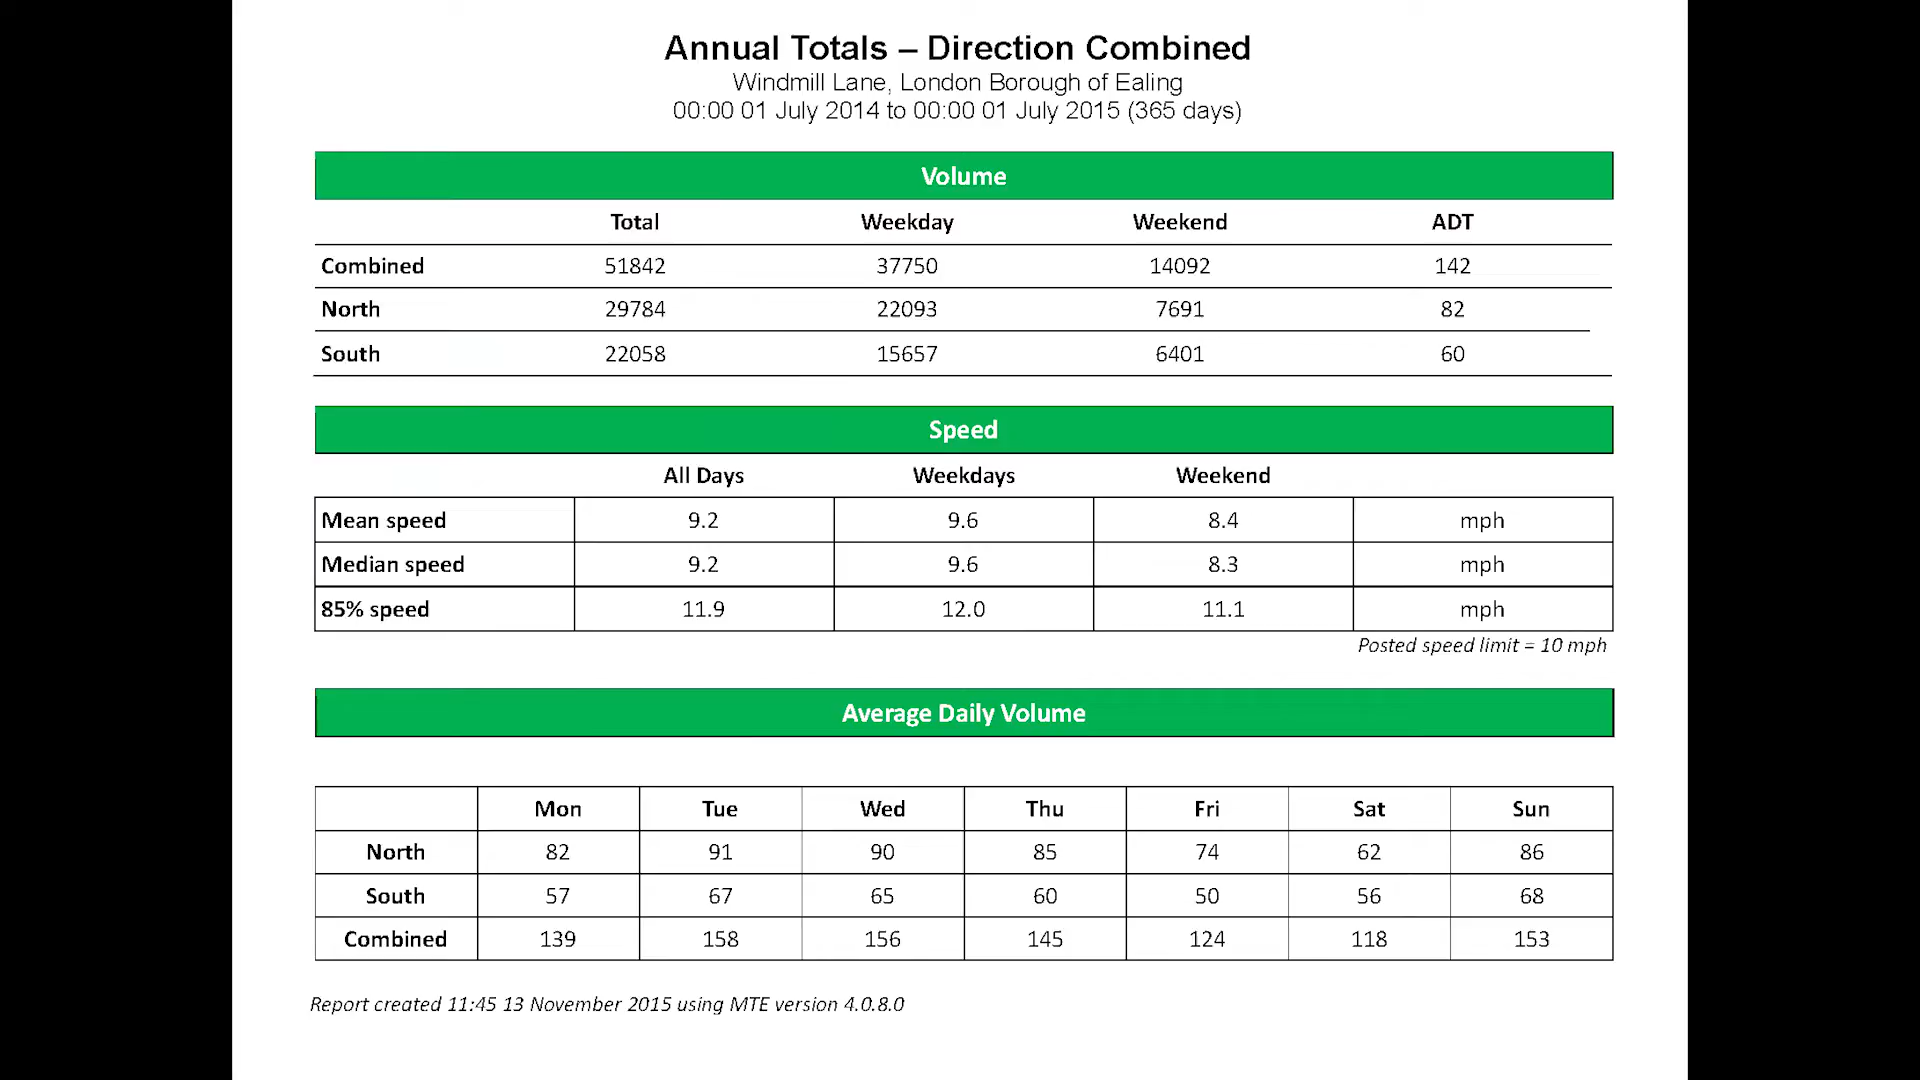 Annual Totals – Direction Combined
Windmill Lane, London Borough of Ealing
00:00 01 July 2014 to 00:00 01 July 2015 (365 days)
Volume
Total Weekday Weekend ADT
Combined 51842 37750 14092 142
North 29784 22093 7691 82
South 22058 15657 6401 60
Speed
All Days Weekdays Weekend
Mean speed 9.2 9.6 8.4 mph
Median speed 9.2 9.6 8.3 mph
85% speed 11.9 12.0 11.1 mph
Posted speed limit = 10 mph
Average Daily Volume
Mon Tue Wed Thu Fri Sat Sun
North 82 91 90 85 74 62 86
South 57 67 65 60 50 56 68
Combined 139 158 156 145 124 118 153
Report created 11:45 13 November 2015 using MTE version 4.0.8.0